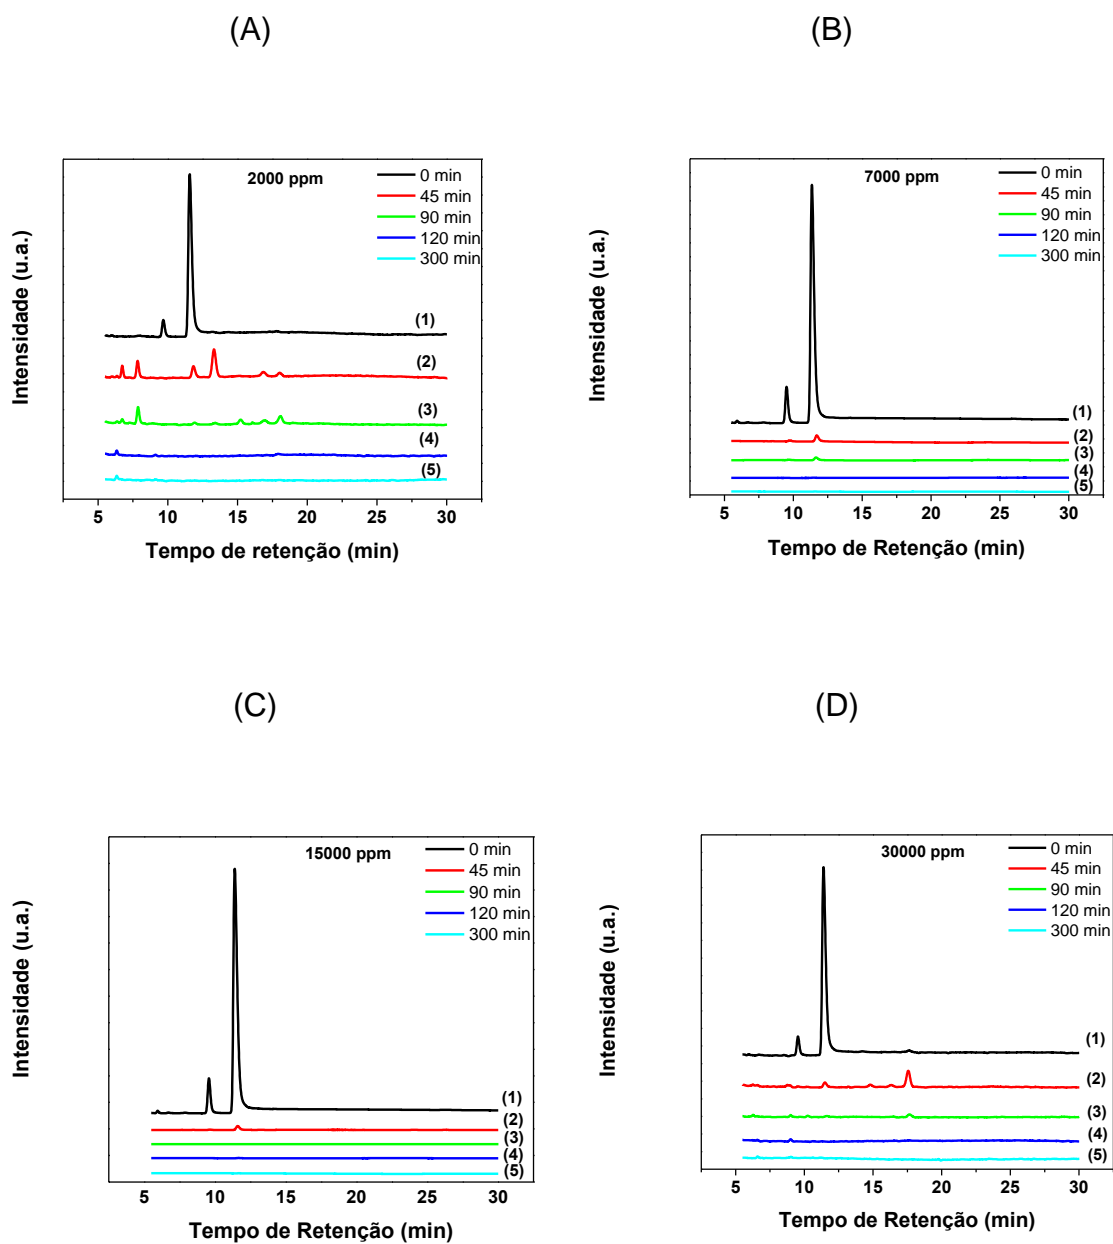 (A)
2000 ppm
0 min
45 min
90 min
120 min
300 min
(1)
(2)
(3)
(4)
(5)
Intensidade (u.a.)
5 10 15 20 25 30
Tempo de retenção (min)
(B)
7000 ppm
0 min
45 min
90 min
120 min
300 min
(1)
(2)
(3)
(4)
(5)
Intensidade (u.a.)
5 10 15 20 25 30
Tempo de Retenção (min)
(C)
15000 ppm
0 min
45 min
90 min
120 min
300 min
(1)
(2)
(3)
(4)
(5)
Intensidade (u.a.)
5 10 15 20 25 30
Tempo de Retenção (min)
(D)
30000 ppm
0 min
45 min
90 min
120 min
300 min
(1)
(2)
(3)
(4)
(5)
Intensidade (u.a.)
5 10 15 20 25 30
Tempo de Retenção (min)